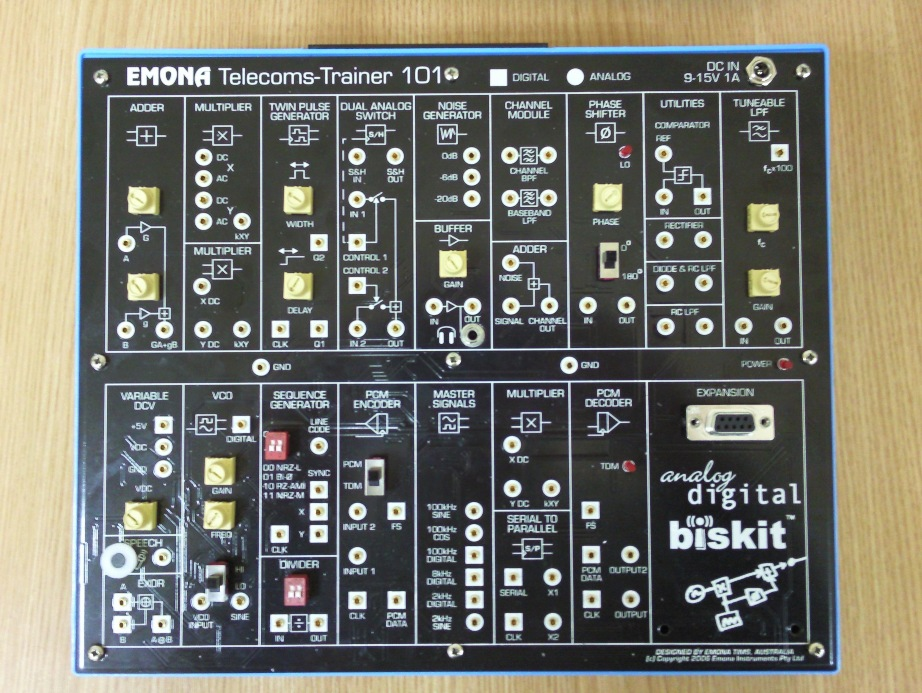 EMONA Telecoms-Trainer 101
DIGITAL
ANALOG
DC IN
9-15V 1A
ADDER
G
A
g
B
GA+gB
MULTIPLIER
DC
X
AC
DC
Y
AC
kXY
MULTIPLIER
X DC
Y DC
kXY
TWIN PULSE
GENERATOR
WIDTH
Q2
DELAY
CLK
Q1
DUAL ANALOG
SWITCH
S/H
S&H
IN
S&H
OUT
IN 1
CONTROL 1
CONTROL 2
IN 2
OUT
NOISE
GENERATOR
0dB
-6dB
-20dB
BUFFER
GAIN
IN
OUT
CHANNEL
MODULE
CHANNEL
BPF
BASEBAND
LPF
ADDER
NOISE
SIGNAL
CHANNEL
OUT
PHASE
SHIFTER
LO
PHASE
0°
180°
IN
OUT
UTILITIES
COMPARATOR
REF
IN
OUT
RECTIFIER
DIODE & RC LPF
RC LPF
TUNEABLE
LPF
fc×100
fc
GAIN
IN
OUT
GND
GND
POWER
VARIABLE
DCV
+5V
VDC
GND
VDC
SPEECH
EXOR
A
B
A⊕B
VCO
DIGITAL
GAIN
FREQ
HI
LO
VCO
INPUT
SINE
SEQUENCE
GENERATOR
LINE
CODE
00 NRZ-L
01 Bi-Ø
10 RZ-AMI
11 NRZ-M
SYNC
X
Y
CLK
DIVIDER
IN
OUT
PCM
ENCODER
PCM
TDM
INPUT 2
FS
INPUT 1
CLK
PCM
DATA
MASTER
SIGNALS
100kHz
SINE
100kHz
COS
100kHz
DIGITAL
8kHz
DIGITAL
2kHz
DIGITAL
2kHz
SINE
MULTIPLIER
X DC
Y DC
kXY
SERIAL TO
PARALLEL
S/P
SERIAL
X1
CLK
X2
PCM
DECODER
TDM
FS
PCM
DATA
OUTPUT2
CLK
OUTPUT
EXPANSION
analog
digital
biskit™
DESIGNED BY EMONA TIMS, AUSTRALIA
(c) Copyright 2005 Emona Instruments Pty Ltd